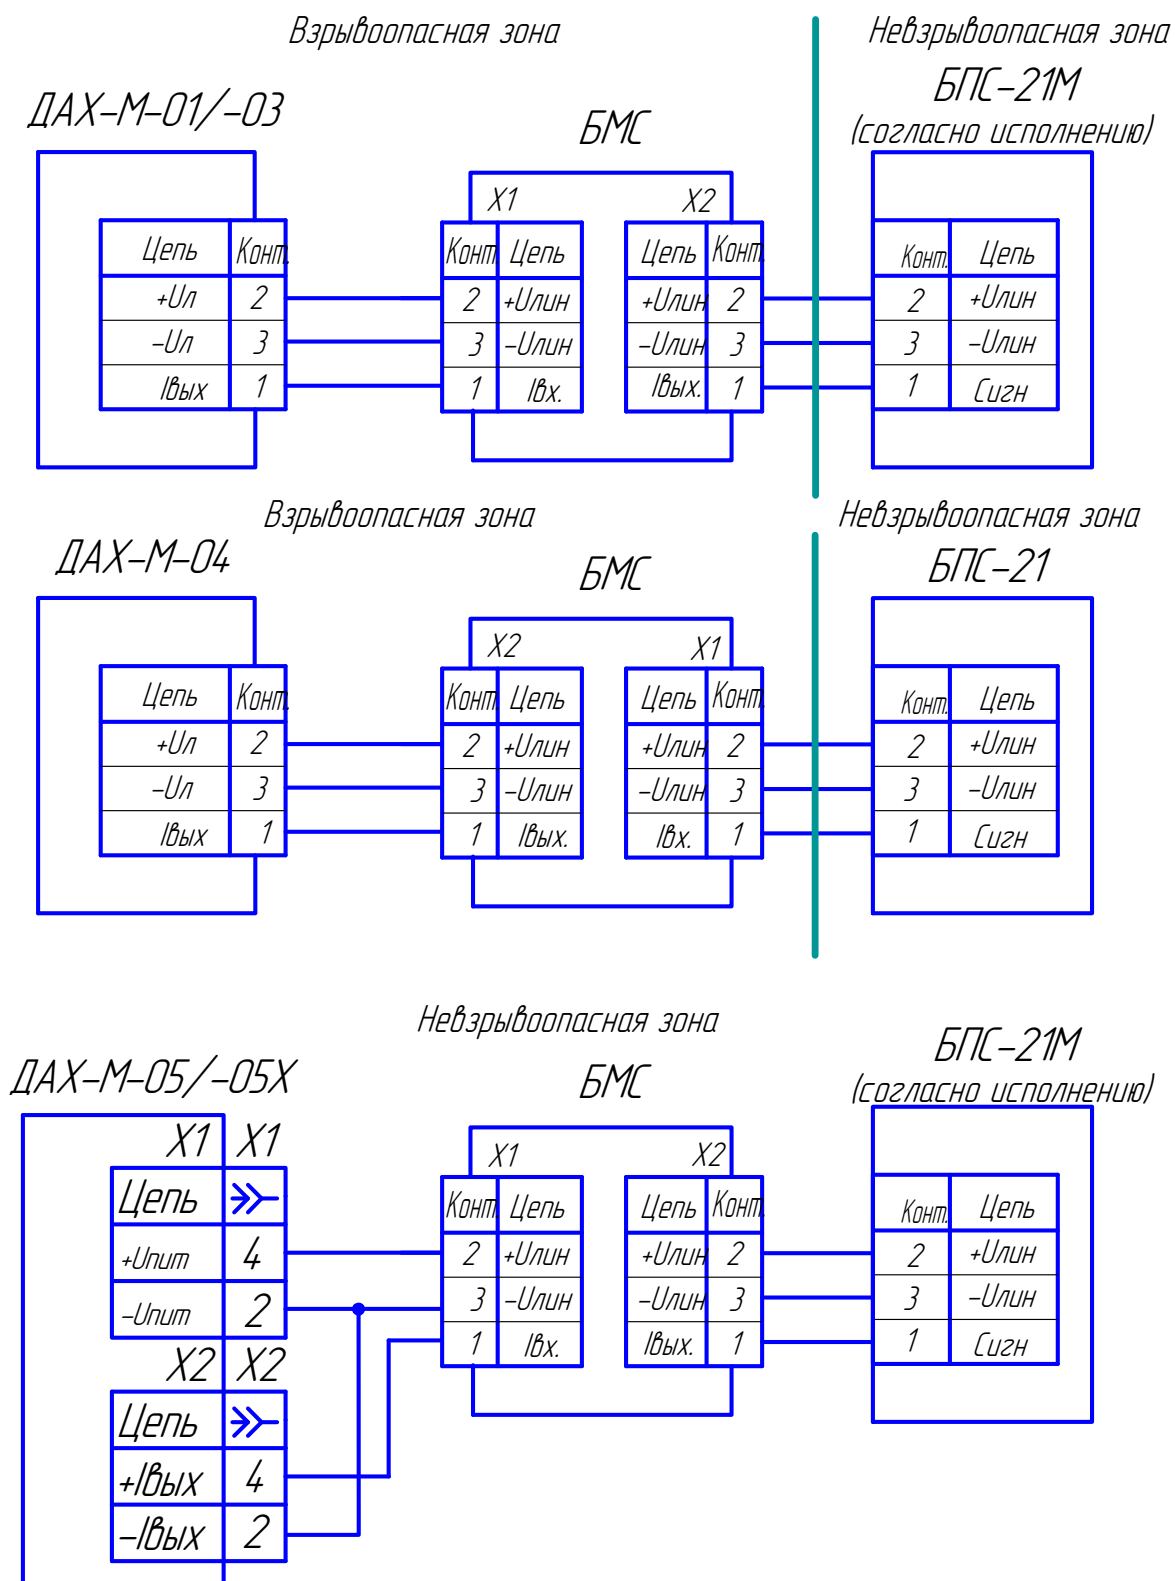 Взрывоопасная зона
Невзрывоопасная зона
ДАХ-М-01/-03
БМС
БПС-21М
(согласно исполнению)
X1
X2
Цепь Конт.
+Uл 2
-Uл 3
Iвых 1
Конт. Цепь
2 +Uлин
3 -Uлин
1 Iвх.
Цепь Конт.
+Uлин 2
-Uлин 3
Iвых. 1
Конт. Цепь
2 +Uлин
3 -Uлин
1 Сигн
Взрывоопасная зона
Невзрывоопасная зона
ДАХ-М-04
БМС
БПС-21
X2
X1
Цепь Конт.
+Uл 2
-Uл 3
Iвых 1
Конт. Цепь
2 +Uлин
3 -Uлин
1 Iвых.
Цепь Конт.
+Uлин 2
-Uлин 3
Iвх. 1
Конт. Цепь
2 +Uлин
3 -Uлин
1 Сигн
Невзрывоопасная зона
ДАХ-М-05/-05Х
БМС
БПС-21М
(согласно исполнению)
X1 X1
Цепь
+Uпит 4
-Uпит 2
X2 X2
Цепь
+Iвых 4
-Iвых 2
X1
X2
Конт. Цепь
2 +Uлин
3 -Uлин
1 Iвх.
Цепь Конт.
+Uлин 2
-Uлин 3
Iвых. 1
Конт. Цепь
2 +Uлин
3 -Uлин
1 Сигн